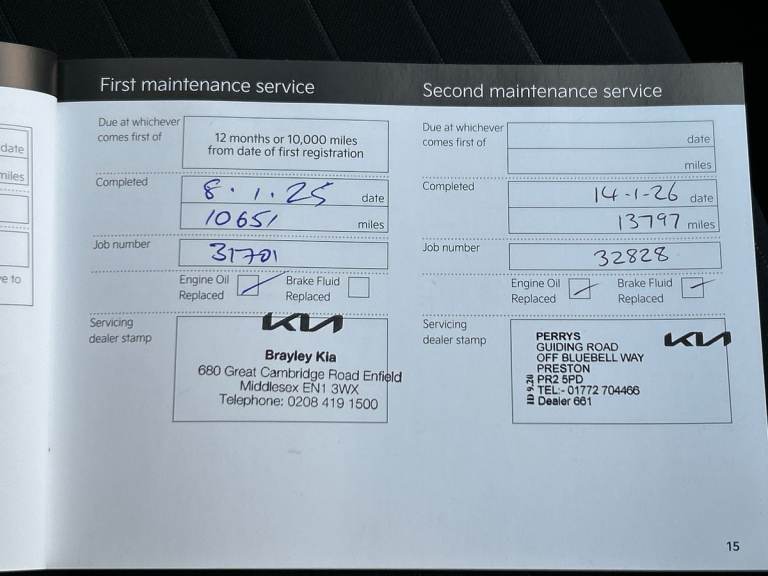 First maintenance service
Due at whichever
comes first of
12 months or 10,000 miles
from date of first registration
Completed
8.1.25 date
10651 miles
Job number
31701
Engine Oil
Replaced
Brake Fluid
Replaced
Servicing
dealer stamp
KIA
Brayley Kia
680 Great Cambridge Road Enfield
Middlesex EN1 3WX
Telephone: 0208 419 1500
Second maintenance service
Due at whichever
comes first of
date
miles
Completed
14-1-26 date
13797 miles
Job number
32828
Engine Oil
Replaced
Brake Fluid
Replaced
Servicing
dealer stamp
KIA
PERRYS
GUIDING ROAD
OFF BLUEBELL WAY
PRESTON
PR2 5PD
TEL:- 01772 704466
Dealer 661
15
date
miles
e to